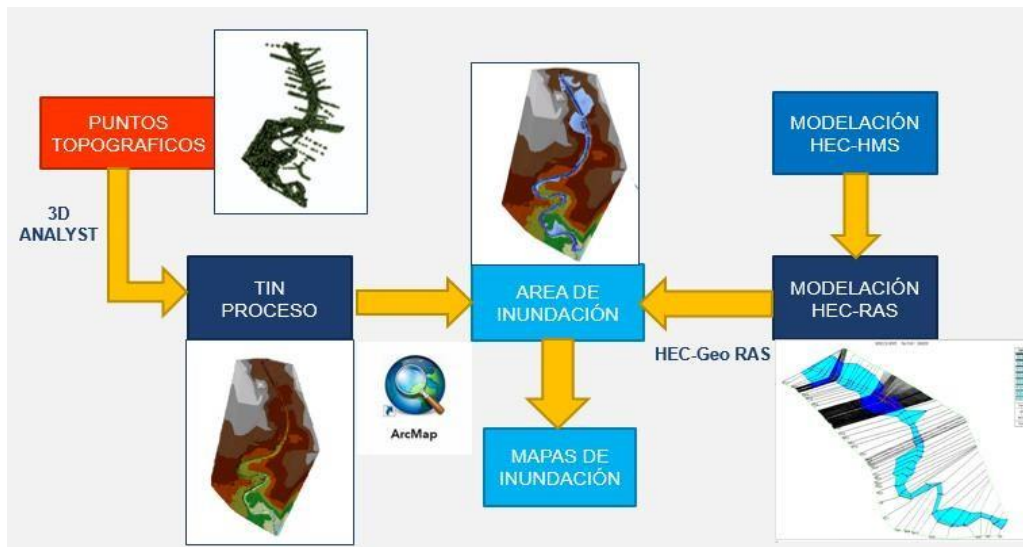 PUNTOS
TOPOGRAFICOS
3D
ANALYST
TIN
PROCESO
ArcMap
AREA DE
INUNDACIÓN
MAPAS DE
INUNDACIÓN
MODELACIÓN
HEC-HMS
MODELACIÓN
HEC-RAS
HEC-Geo RAS